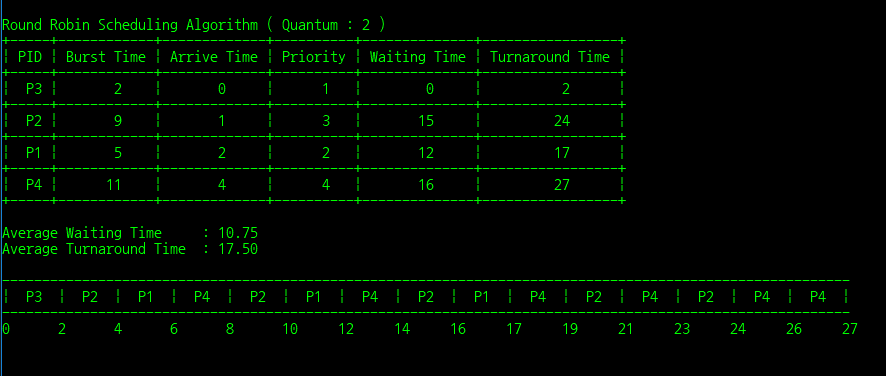 Round Robin Scheduling Algorithm ( Quantum : 2 )
PID | Burst Time | Arrive Time | Priority | Waiting Time | Turnaround Time
P3 | 2 | 0 | 1 | 0 | 2
P2 | 9 | 1 | 3 | 15 | 24
P1 | 5 | 2 | 2 | 12 | 17
P4 | 11 | 4 | 4 | 16 | 27
Average Waiting Time : 10.75
Average Turnaround Time : 17.50
P3 | P2 | P1 | P4 | P2 | P1 | P4 | P2 | P1 | P4 | P2 | P4 | P2 | P4 | P4
0 2 4 6 8 10 12 14 16 17 19 21 23 24 26 27